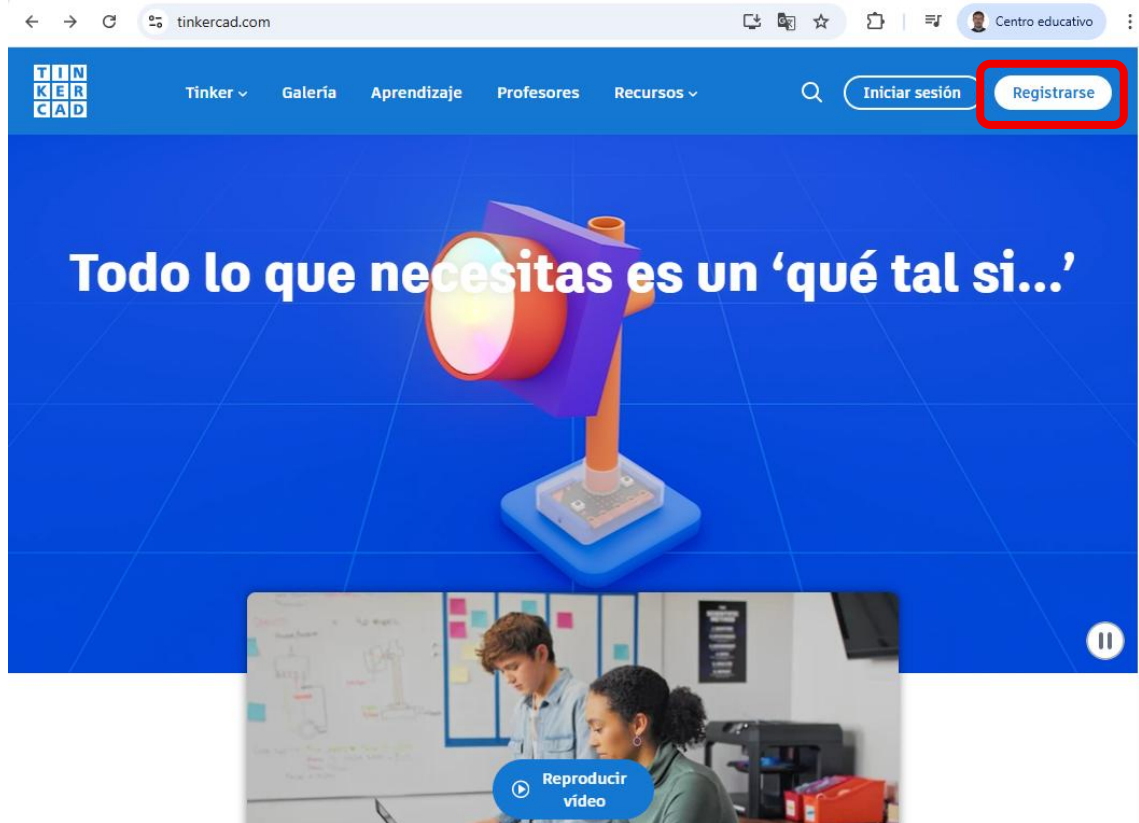 tinkercad.com
Centro educativo
TIN
KER
CAD
Tinker
Galería
Aprendizaje
Profesores
Recursos
Iniciar sesión
Registrarse
Todo lo que necesitas es un ‘qué tal si...’
Reproducir
vídeo